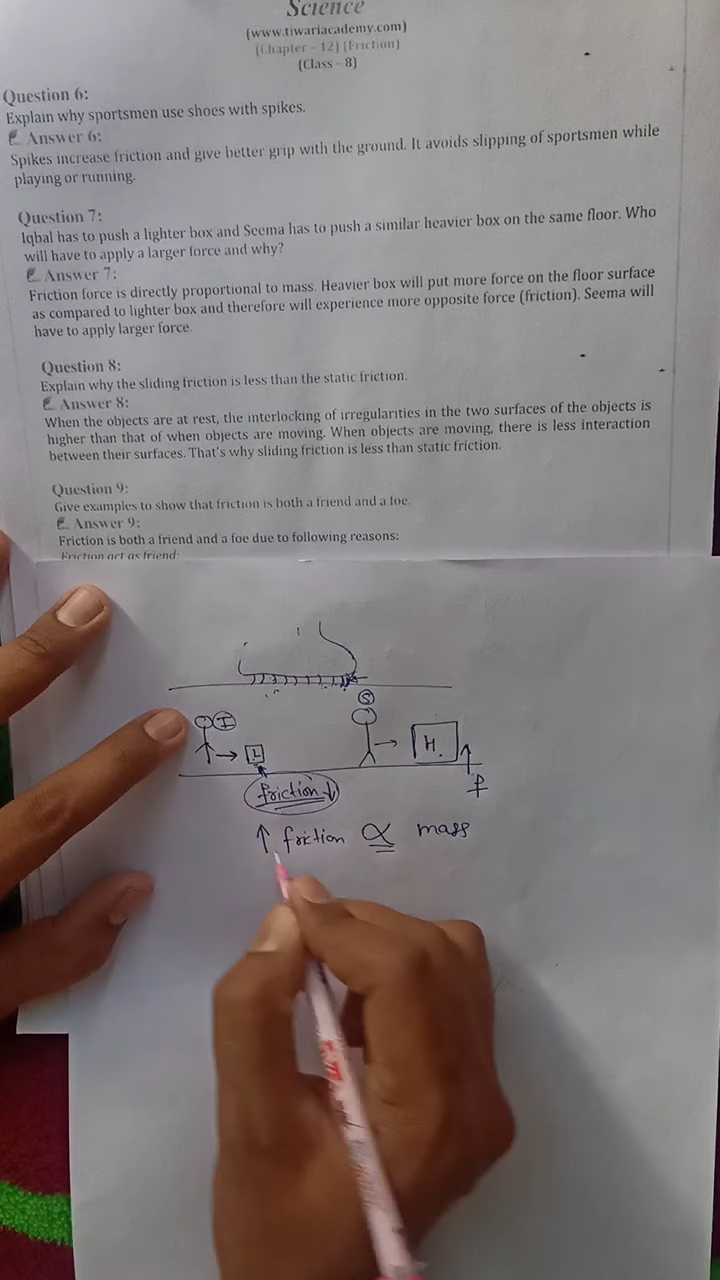 Science
(www.tiwariacademy.com)
(Chapter – 12) (Friction)
(Class – 8)
Question 6:
Explain why sportsmen use shoes with spikes.
Answer 6:
Spikes increase friction and give better grip with the ground. It avoids slipping of sportsmen while
playing or running.
Question 7:
Iqbal has to push a lighter box and Seema has to push a similar heavier box on the same floor. Who
will have to apply a larger force and why?
Answer 7:
Friction force is directly proportional to mass. Heavier box will put more force on the floor surface
as compared to lighter box and therefore will experience more opposite force (friction). Seema will
have to apply larger force.
Question 8:
Explain why the sliding friction is less than the static friction.
Answer 8:
When the objects are at rest, the interlocking of irregularities in the two surfaces of the objects is
higher than that of when objects are moving. When objects are moving, there is less interaction
between their surfaces. That's why sliding friction is less than static friction.
Question 9:
Give examples to show that friction is both a friend and a foe.
Answer 9:
Friction is both a friend and a foe due to following reasons:
Friction act as friend:
S
I
L
H.
f
friction ↓
↑ friction ∝ mass